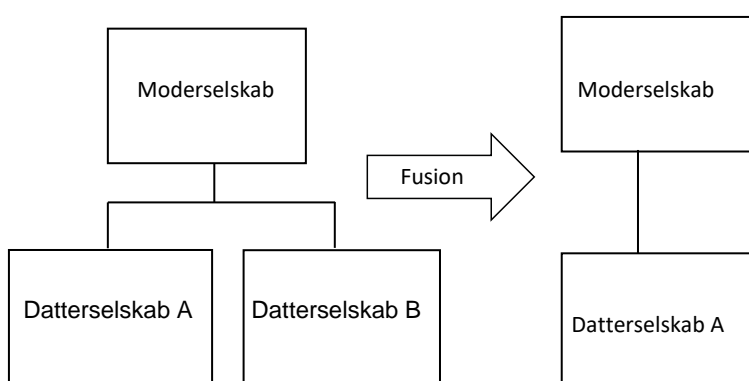 Moderselskab
Datterselskab A
Datterselskab B
Fusion
Moderselskab
Datterselskab A